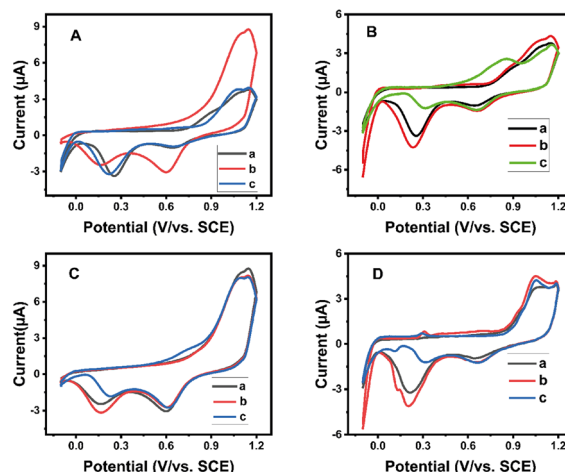 A
9
6
3
0
-3
Current (μA)
a
b
c
0.0 0.3 0.6 0.9 1.2
Potential (V/vs. SCE)
B
6
3
0
-3
-6
Current (μA)
a
b
c
0.0 0.3 0.6 0.9 1.2
Potential (V/vs. SCE)
C
9
6
3
0
-3
Current(μA)
a
b
c
0.0 0.3 0.6 0.9 1.2
Potential (V/vs. SCE)
D
6
3
0
-3
-6
Current (μA)
a
b
c
0.0 0.3 0.6 0.9 1.2
Potential (V/vs. SCE)